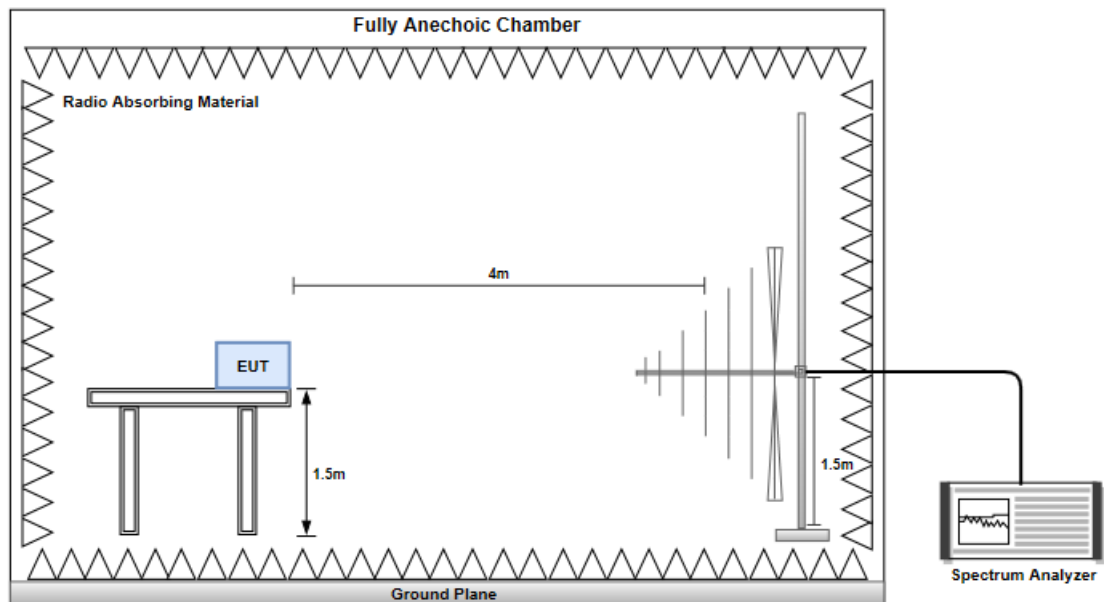 Fully Anechoic Chamber
Radio Absorbing Material
4m
EUT
1.5m
1.5m
Spectrum Analyzer
Ground Plane